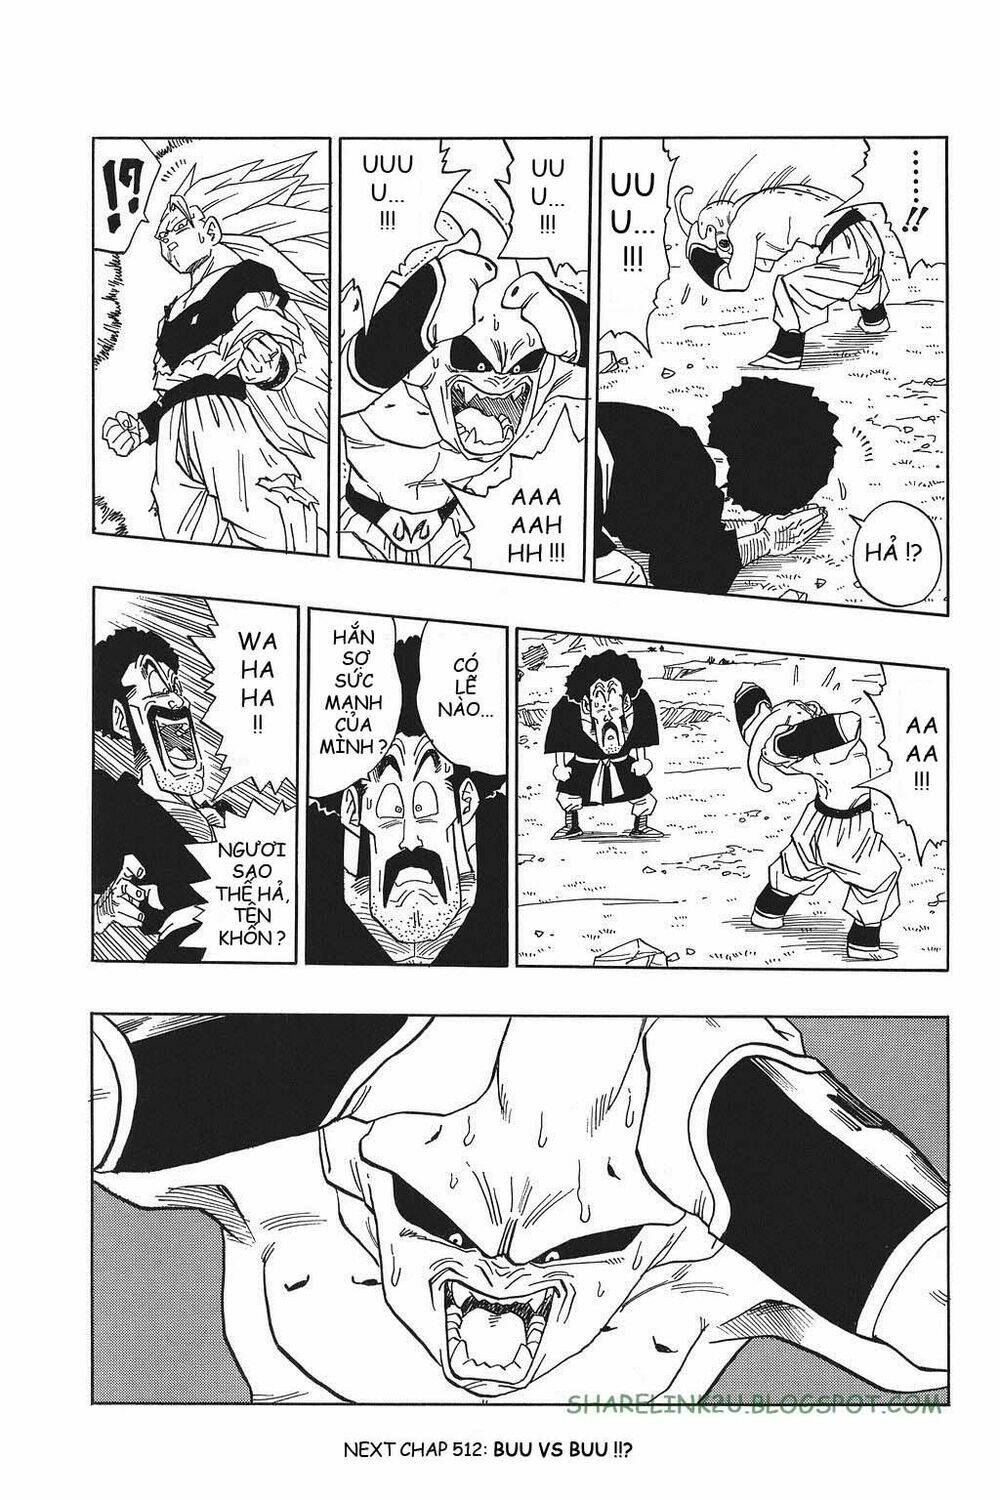 ......!!
UU
U...
!!!
HẢ !?
UU
U...
!!!
UUU
U...
!!!
AAA
AAH
HH !!!
!?
AA
AA
!!!
CÓ
LẼ
NÀO...
HẮN
SỢ
SỨC
MẠNH
CỦA
MÌNH ?
WA
HA
HA
!!
NGƯƠI
SAO
THẾ HẢ,
TÊN
KHỐN ?
SHARELINK2U.BLOGSPOT.COM
NEXT CHAP 512: BUU VS BUU !!?